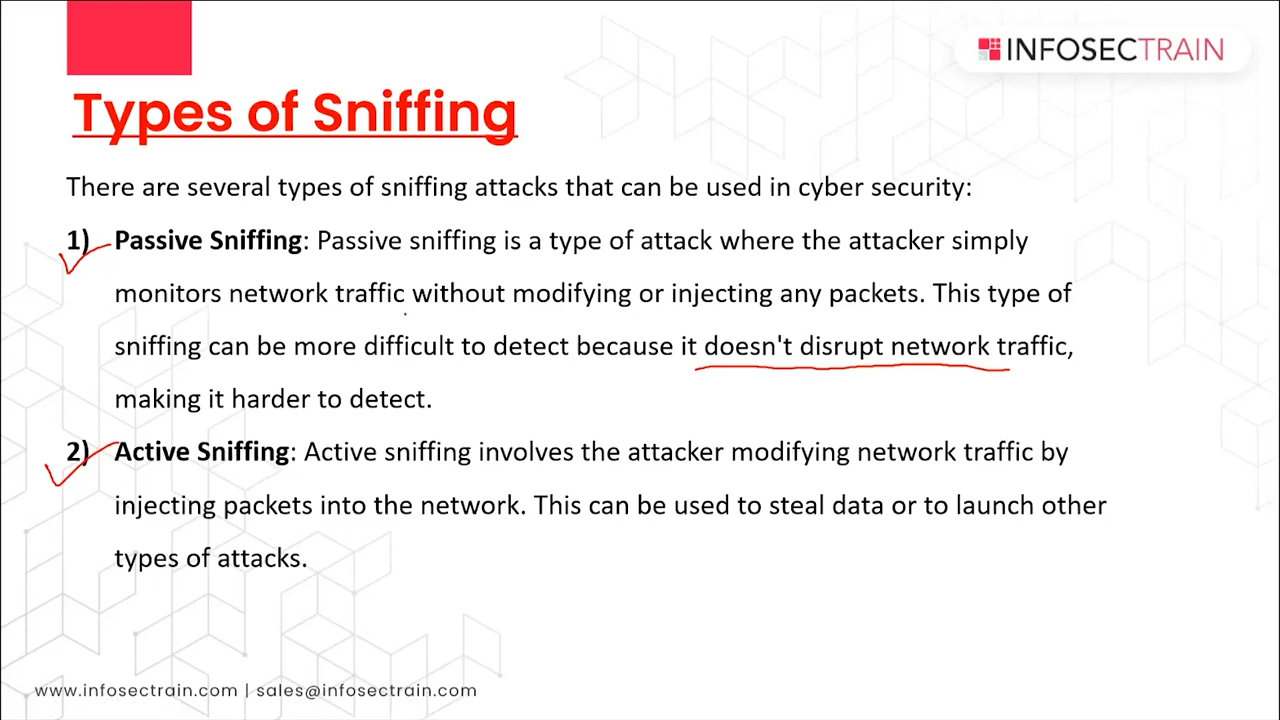 INFOSECTRAIN
Types of Sniffing
There are several types of sniffing attacks that can be used in cyber security:
1) Passive Sniffing: Passive sniffing is a type of attack where the attacker simply
monitors network traffic without modifying or injecting any packets. This type of
sniffing can be more difficult to detect because it doesn't disrupt network traffic,
making it harder to detect.
2) Active Sniffing: Active sniffing involves the attacker modifying network traffic by
injecting packets into the network. This can be used to steal data or to launch other
types of attacks.
www.infosectrain.com | sales@infosectrain.com